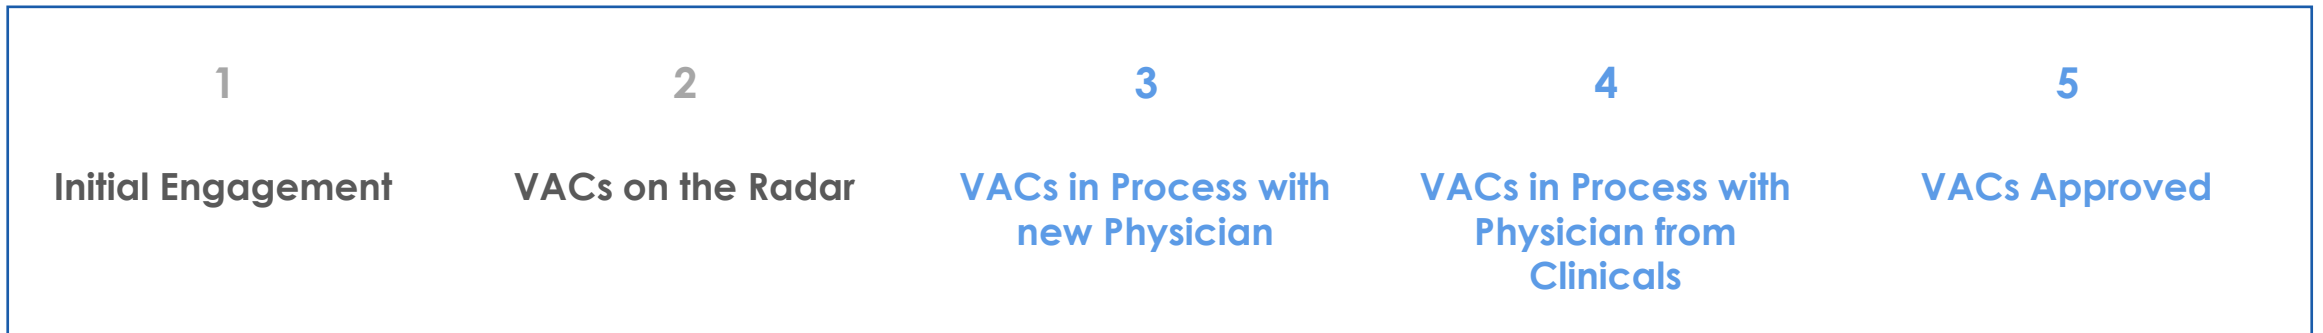 1
2
3
4
5
Initial Engagement
VACs on the Radar
VACs in Process with
new Physician
VACs in Process with
Physician from
Clinicals
VACs Approved